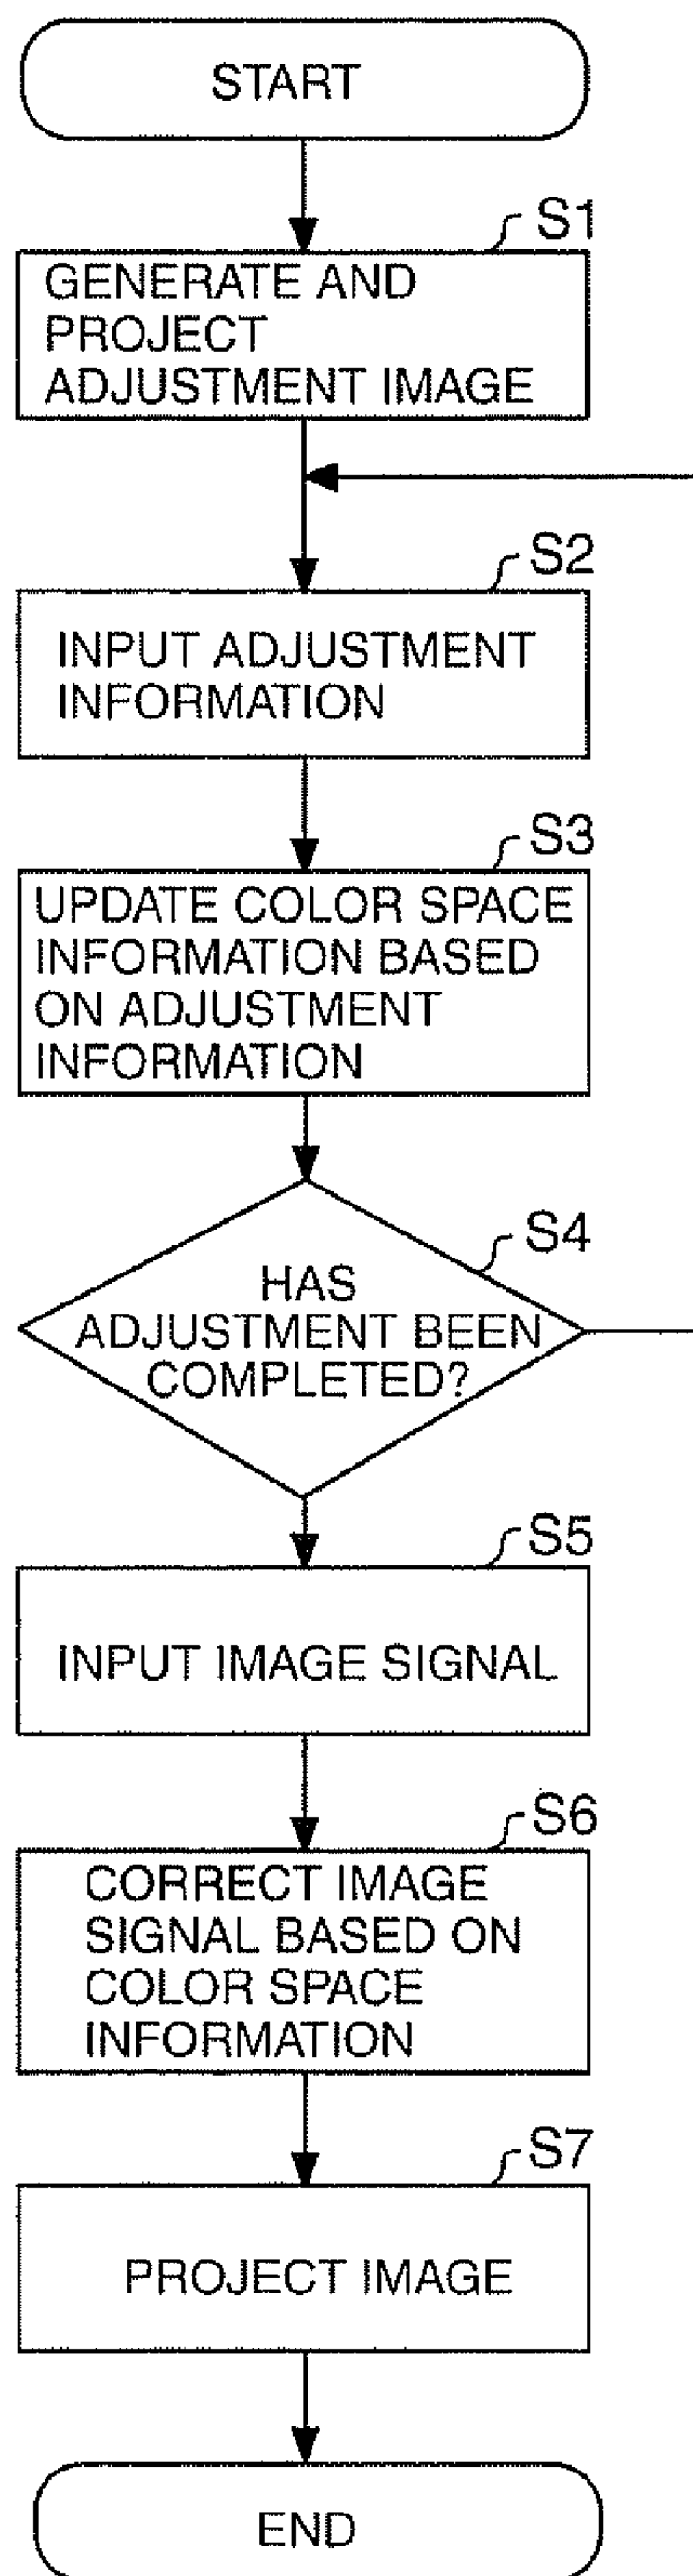 START
S1
GENERATE AND
PROJECT
ADJUSTMENT IMAGE
S2
INPUT ADJUSTMENT
INFORMATION
S3
UPDATE COLOR SPACE
INFORMATION BASED
ON ADJUSTMENT
INFORMATION
S4
HAS
ADJUSTMENT BEEN
COMPLETED?
S5
INPUT IMAGE SIGNAL
S6
CORRECT IMAGE
SIGNAL BASED ON
COLOR SPACE
INFORMATION
S7
PROJECT IMAGE
END